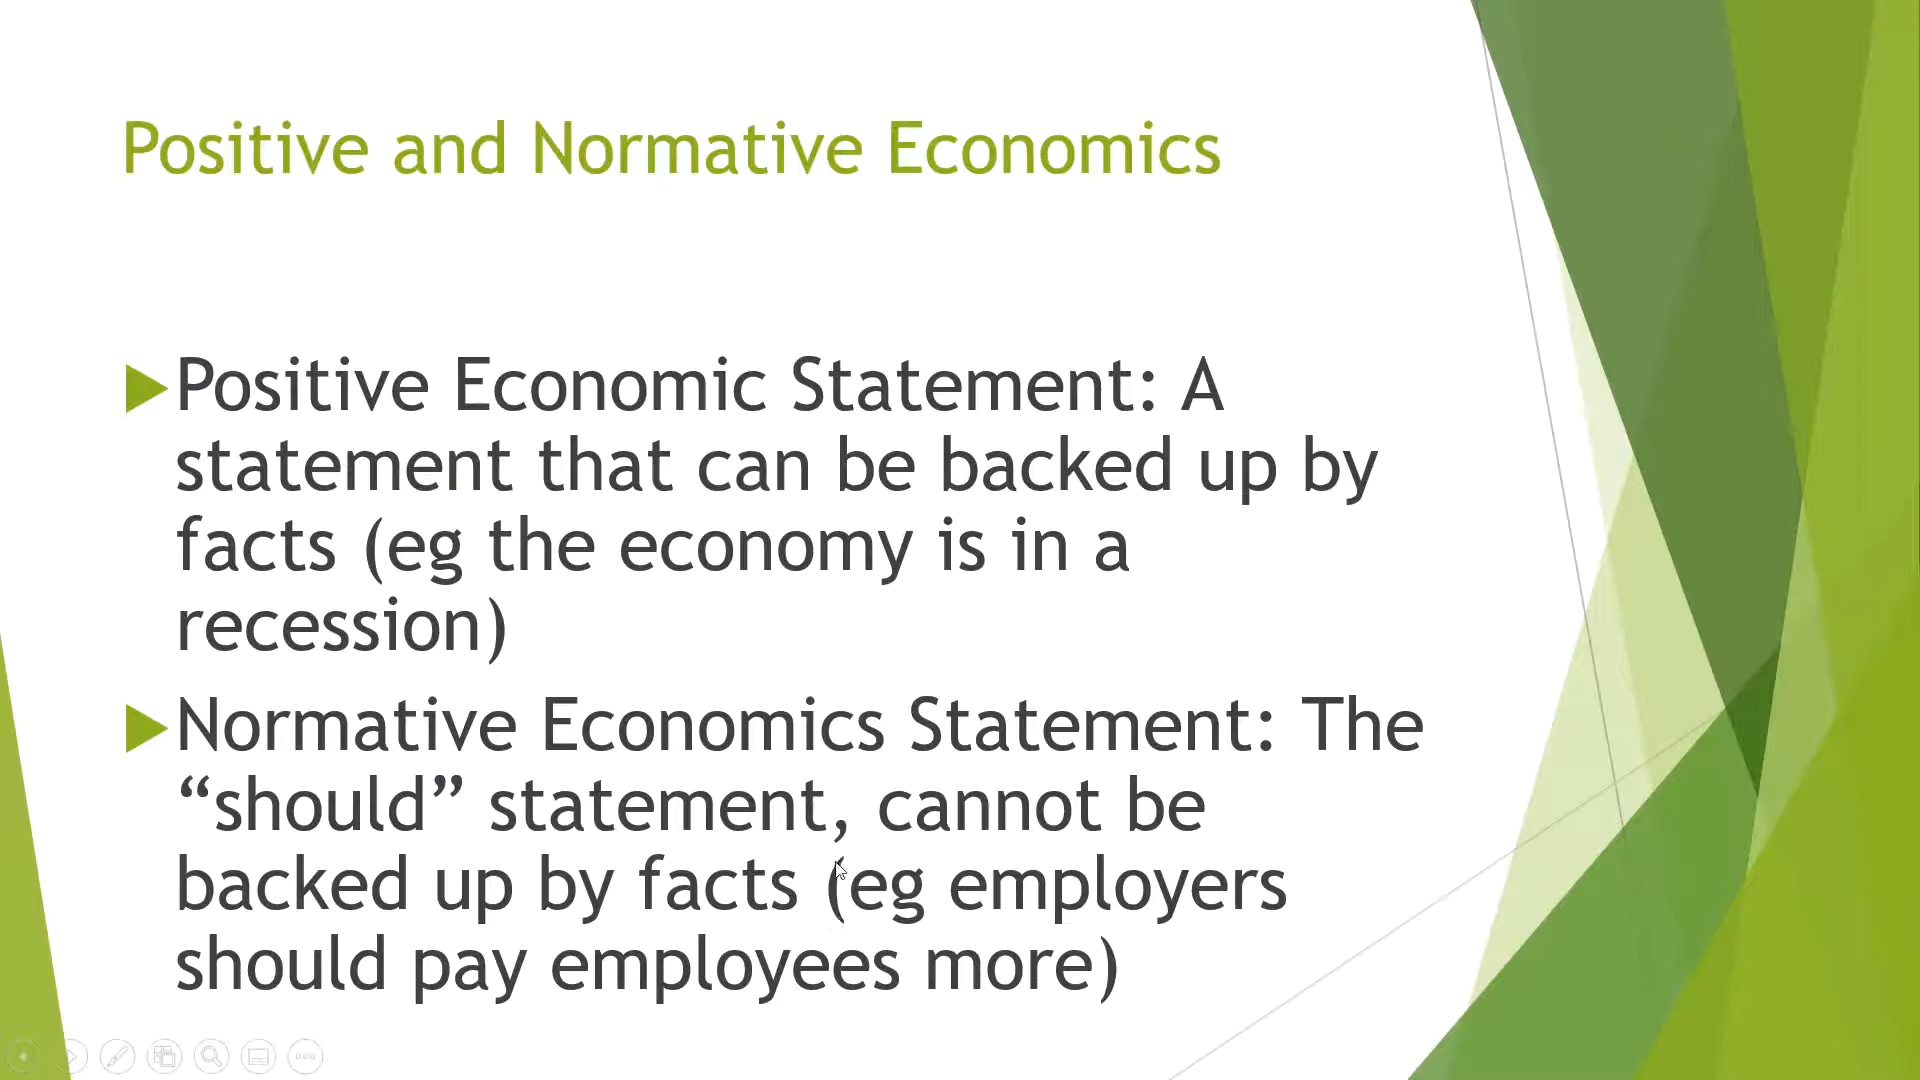 Positive and Normative Economics
Positive Economic Statement: A
statement that can be backed up by
facts (eg the economy is in a
recession)
Normative Economics Statement: The
“should” statement, cannot be
backed up by facts (eg employers
should pay employees more)